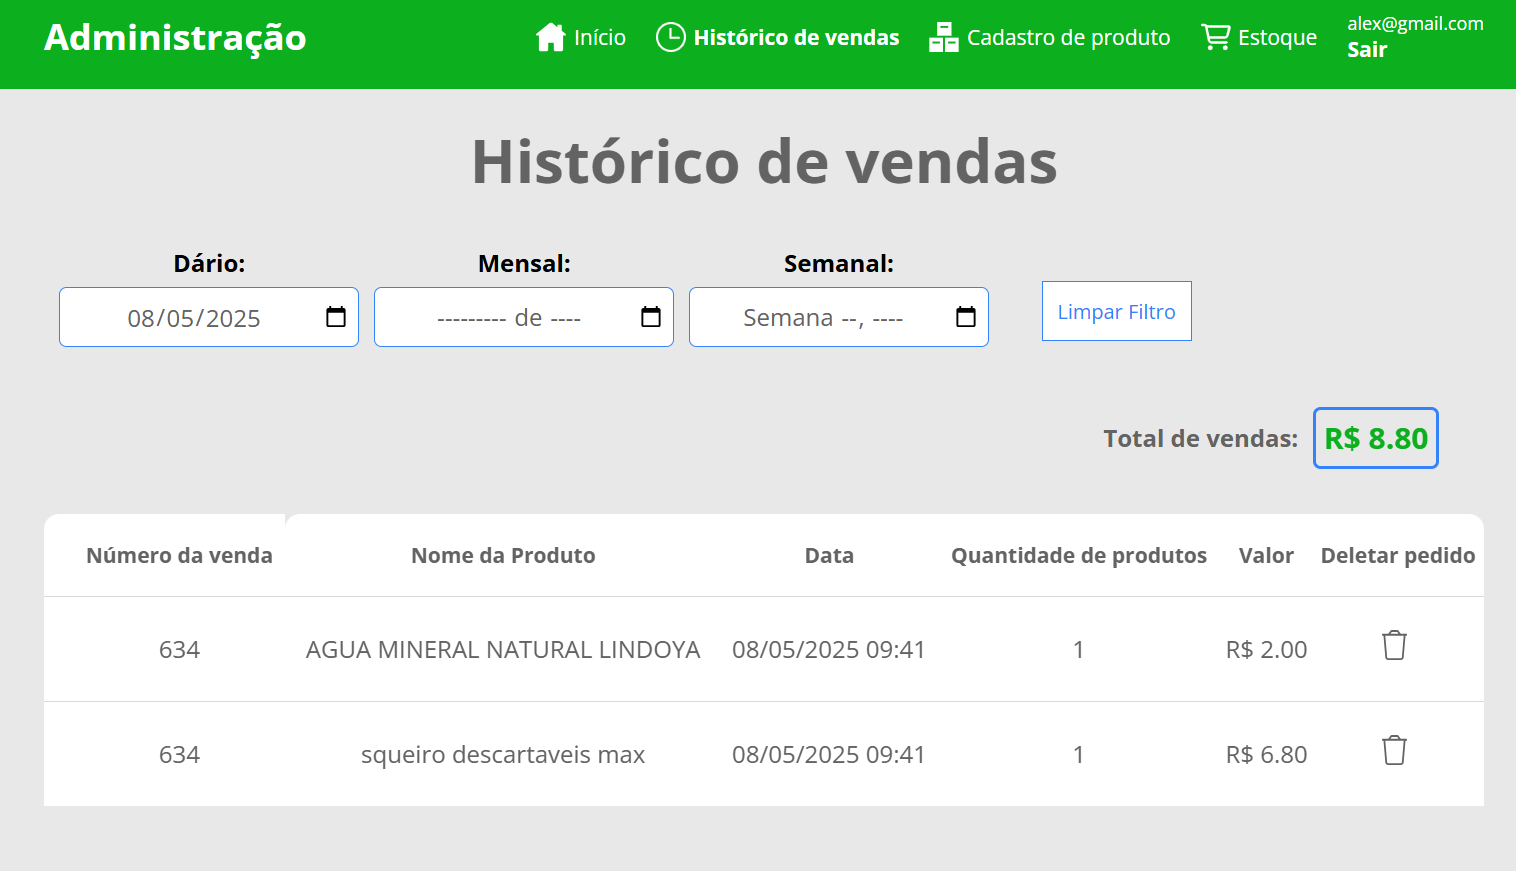 Administração
Início
Histórico de vendas
Cadastro de produto
Estoque
alex@gmail.com
Sair
Histórico de vendas
Dário:
Mensal:
Semanal:
08/05/2025
--------- de ----
Semana --, ----
Limpar Filtro
Total de vendas: R$ 8.80
Número da venda Nome da Produto Data Quantidade de produtos Valor Deletar pedido
634 AGUA MINERAL NATURAL LINDOYA 08/05/2025 09:41 1 R$ 2.00
634 squeiro descartaveis max 08/05/2025 09:41 1 R$ 6.80